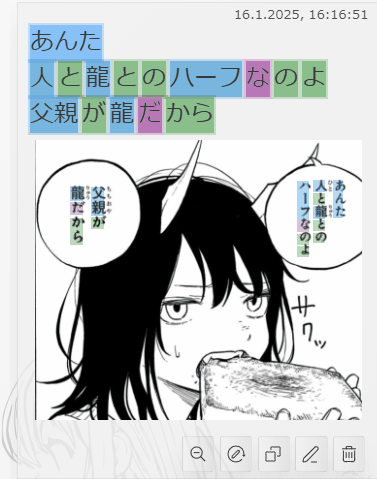 16.1.2025, 16:16:51
あんた
人と龍とのハーフなのよ
父親が龍だから
あんた
人と龍との
ハーフなのよ
父親が
龍だから
サクッ